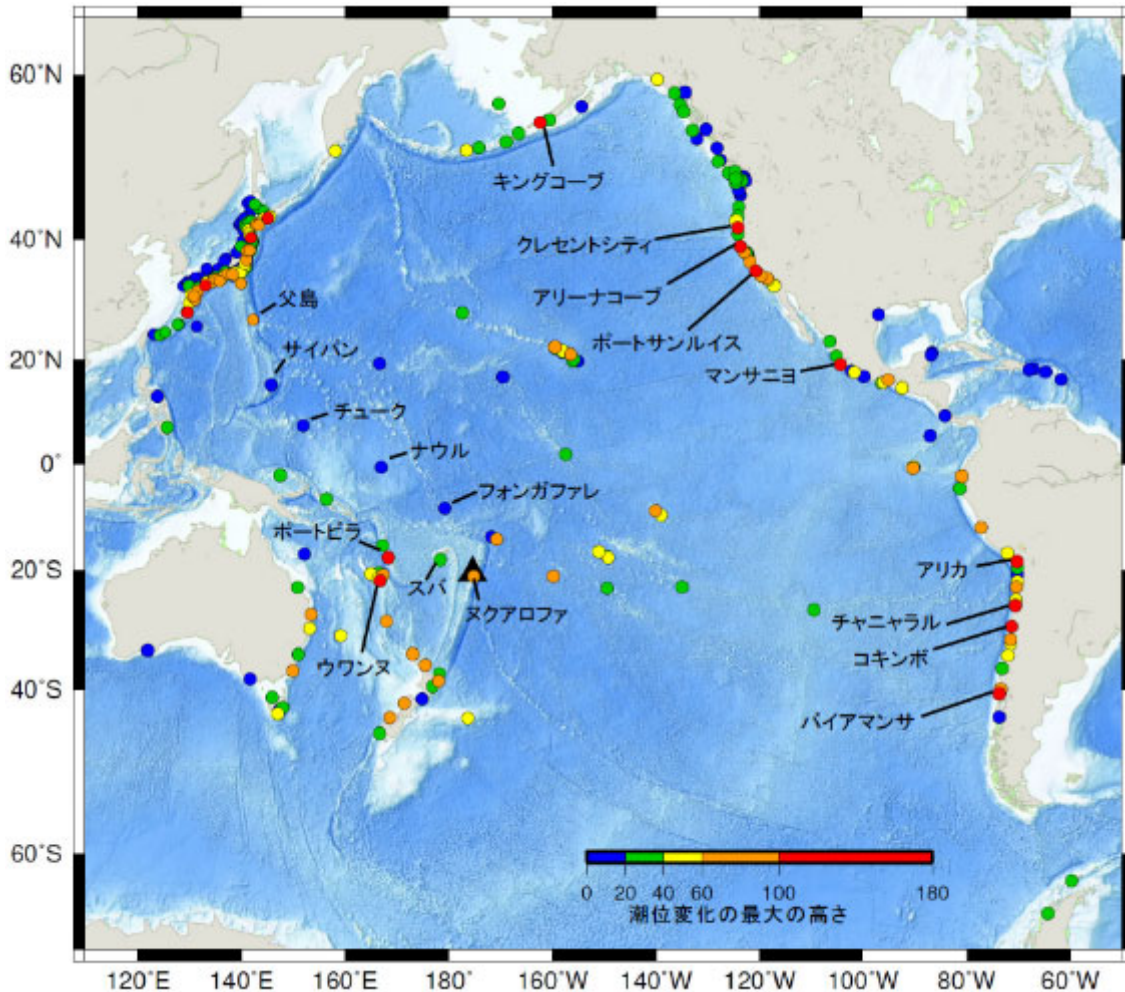 60˚N
40˚N
20˚N
0˚
20˚S
40˚S
60˚S
キングコーブ
クレセントシティ
アリーナコーブ
父島
ポートサンルイス
サイパン
マンサニヨ
チューク
ナウル
フォンガファレ
ポートビラ
アリカ
スバ
ヌクアロファ
チャニャラル
コキンボ
ウワンヌ
バイアマンサ
0 20 40 60 100 180
潮位変化の最大の高さ
120˚E 140˚E 160˚E 180˚ 160˚W 140˚W 120˚W 100˚W 80˚W 60˚W